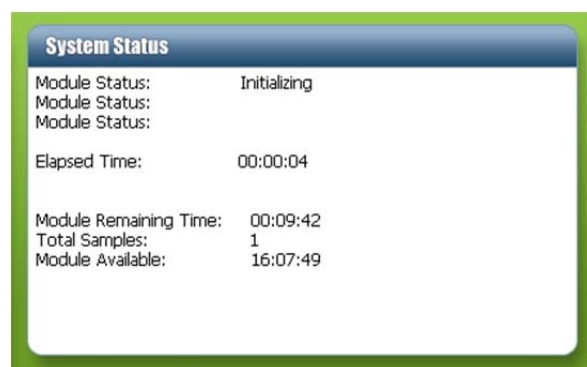 System Status
Module Status: Initializing
Module Status:
Module Status:
Elapsed Time: 00:00:04
Module Remaining Time: 00:09:42
Total Samples: 1
Module Available: 16:07:49